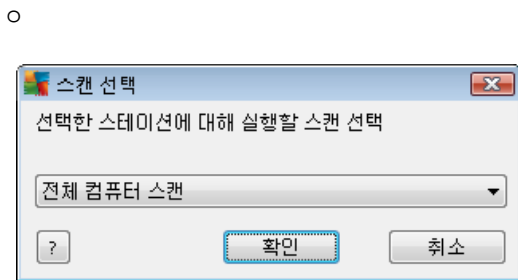 o
스캔 선택
선택한 스테이션에 대해 실행할 스캔 선택
전체 컴퓨터 스캔
?
확인
취소